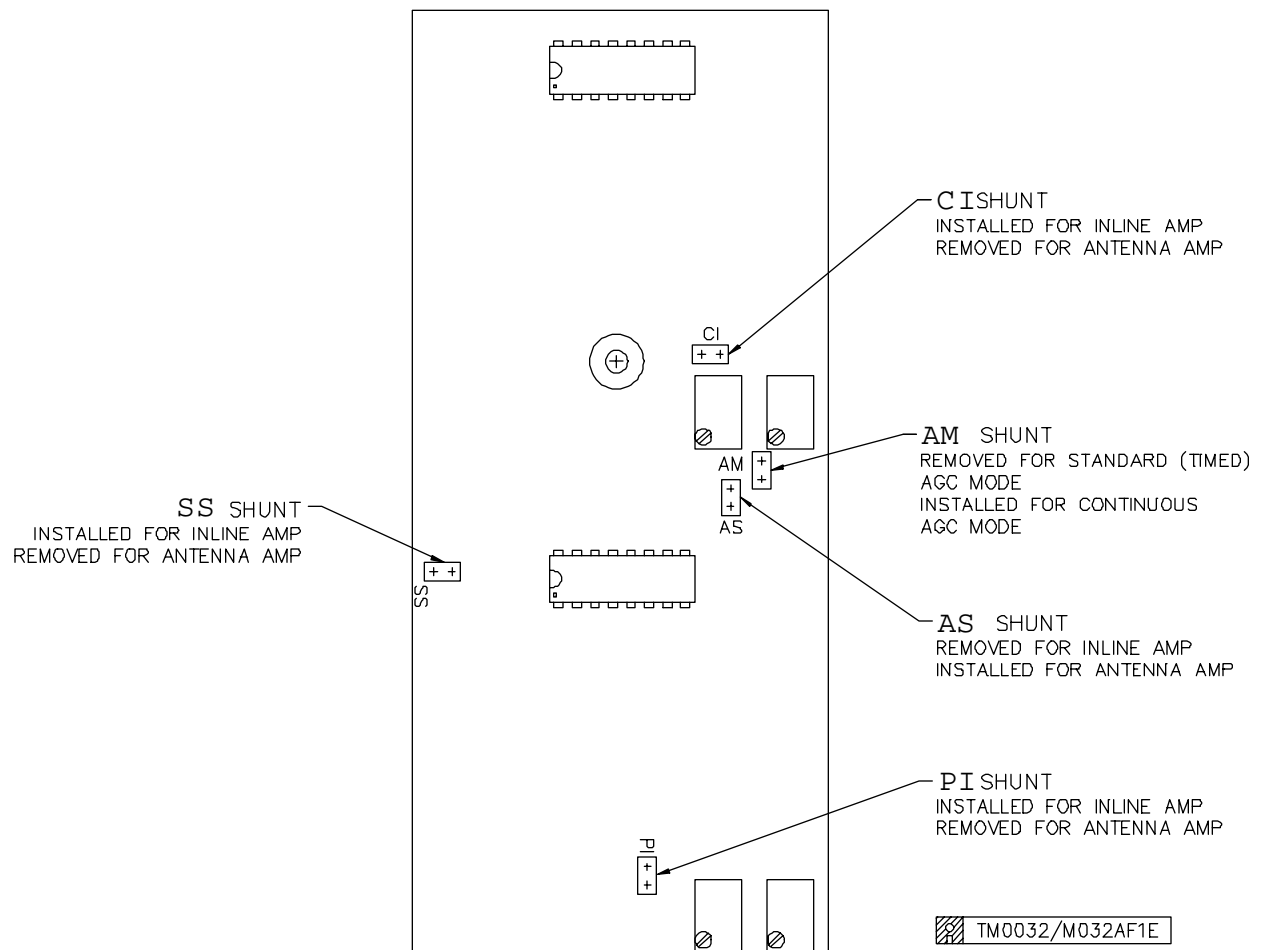 CI SHUNT
INSTALLED FOR INLINE AMP
REMOVED FOR ANTENNA AMP
CI
AM SHUNT
REMOVED FOR STANDARD (TIMED)
AGC MODE
INSTALLED FOR CONTINUOUS
AGC MODE
AM
AS
SS SHUNT
INSTALLED FOR INLINE AMP
REMOVED FOR ANTENNA AMP
SS
AS SHUNT
REMOVED FOR INLINE AMP
INSTALLED FOR ANTENNA AMP
PI SHUNT
INSTALLED FOR INLINE AMP
REMOVED FOR ANTENNA AMP
PI
TM0032/M032AF1E